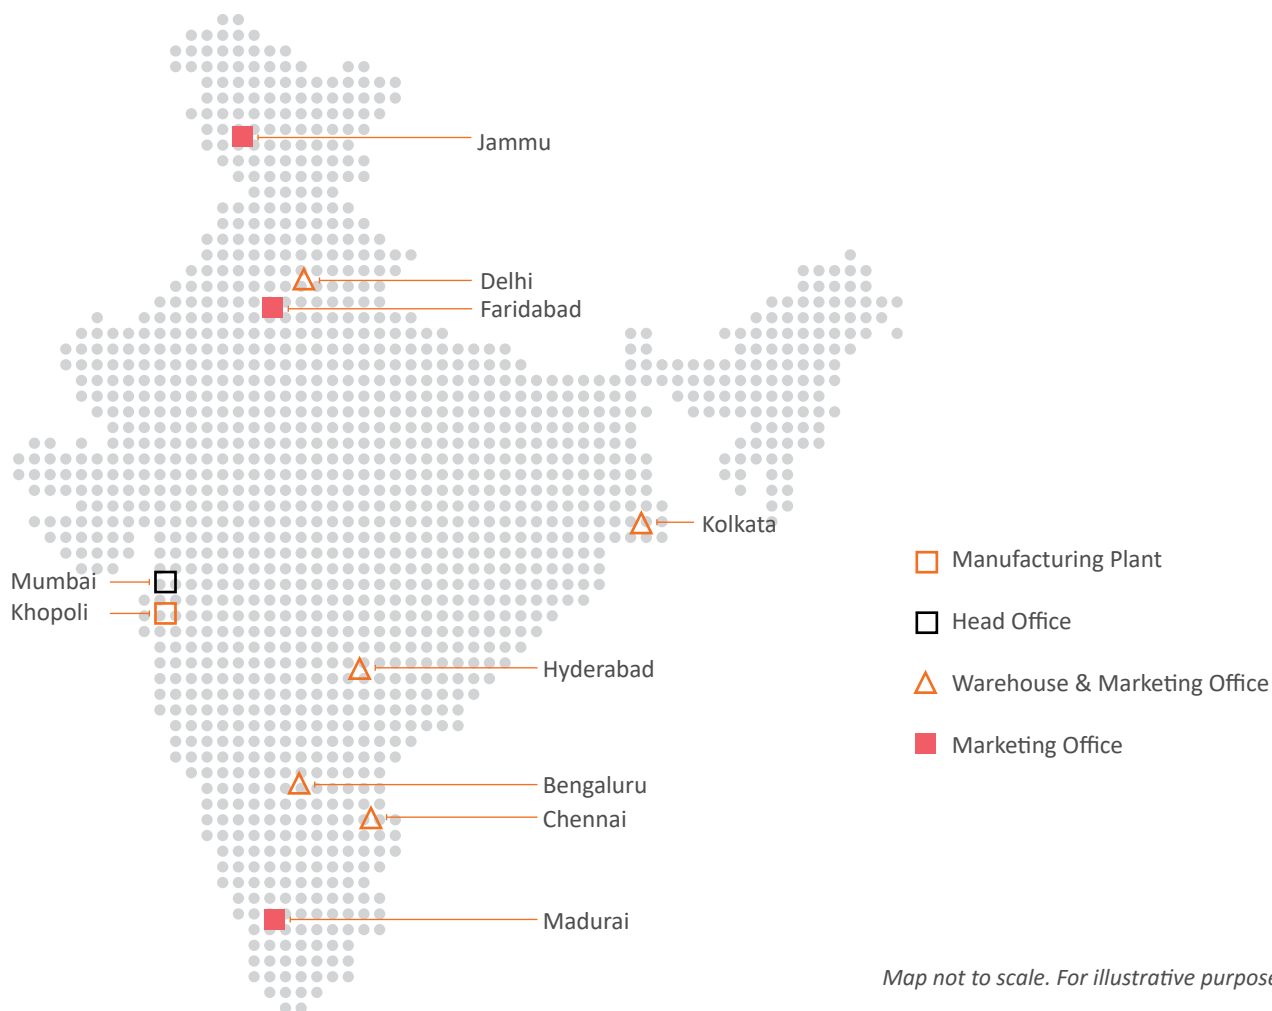 Jammu
Delhi
Faridabad
Kolkata
Mumbai
Khopoli
Hyderabad
Bengaluru
Chennai
Madurai
Manufacturing Plant
Head Office
Warehouse & Marketing Office
Marketing Office
Map not to scale. For illustrative purpose